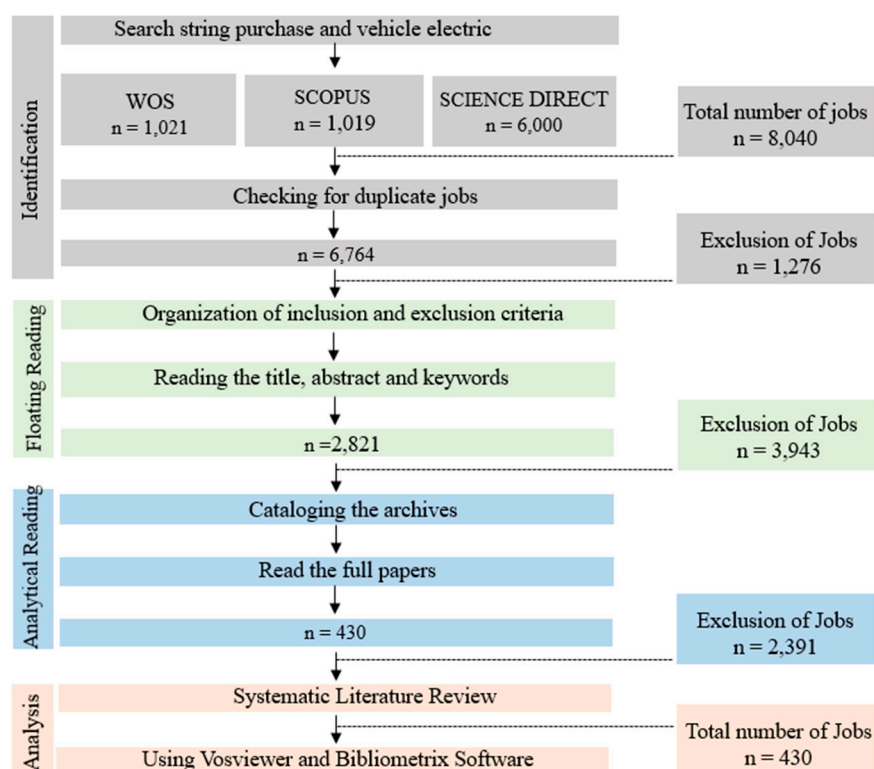 Identification
Search string purchase and vehicle electric
WOS
n = 1,021
SCOPUS
n = 1,019
SCIENCE DIRECT
n = 6,000
Total number of jobs
n = 8,040
Checking for duplicate jobs
n = 6,764
Exclusion of Jobs
n = 1,276
Floating Reading
Organization of inclusion and exclusion criteria
Reading the title, abstract and keywords
n =2,821
Exclusion of Jobs
n = 3,943
Analytical Reading
Cataloging the archives
Read the full papers
n = 430
Exclusion of Jobs
n = 2,391
Analysis
Systematic Literature Review
Total number of Jobs
n = 430
Using Vosviewer and Bibliometrix Software